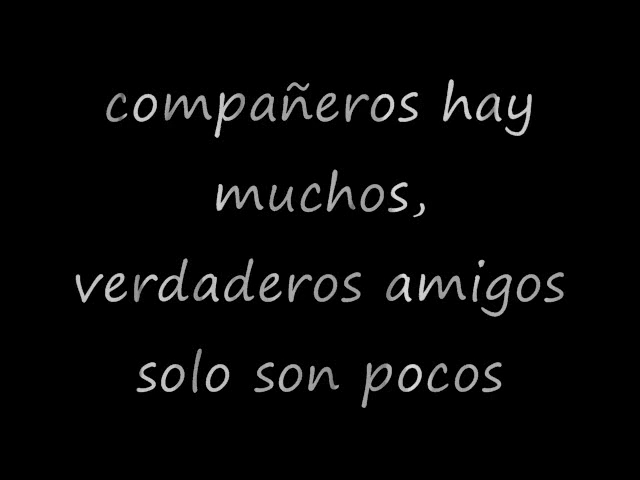 compañeros hay
muchos,
verdaderos amigos
solo son pocos